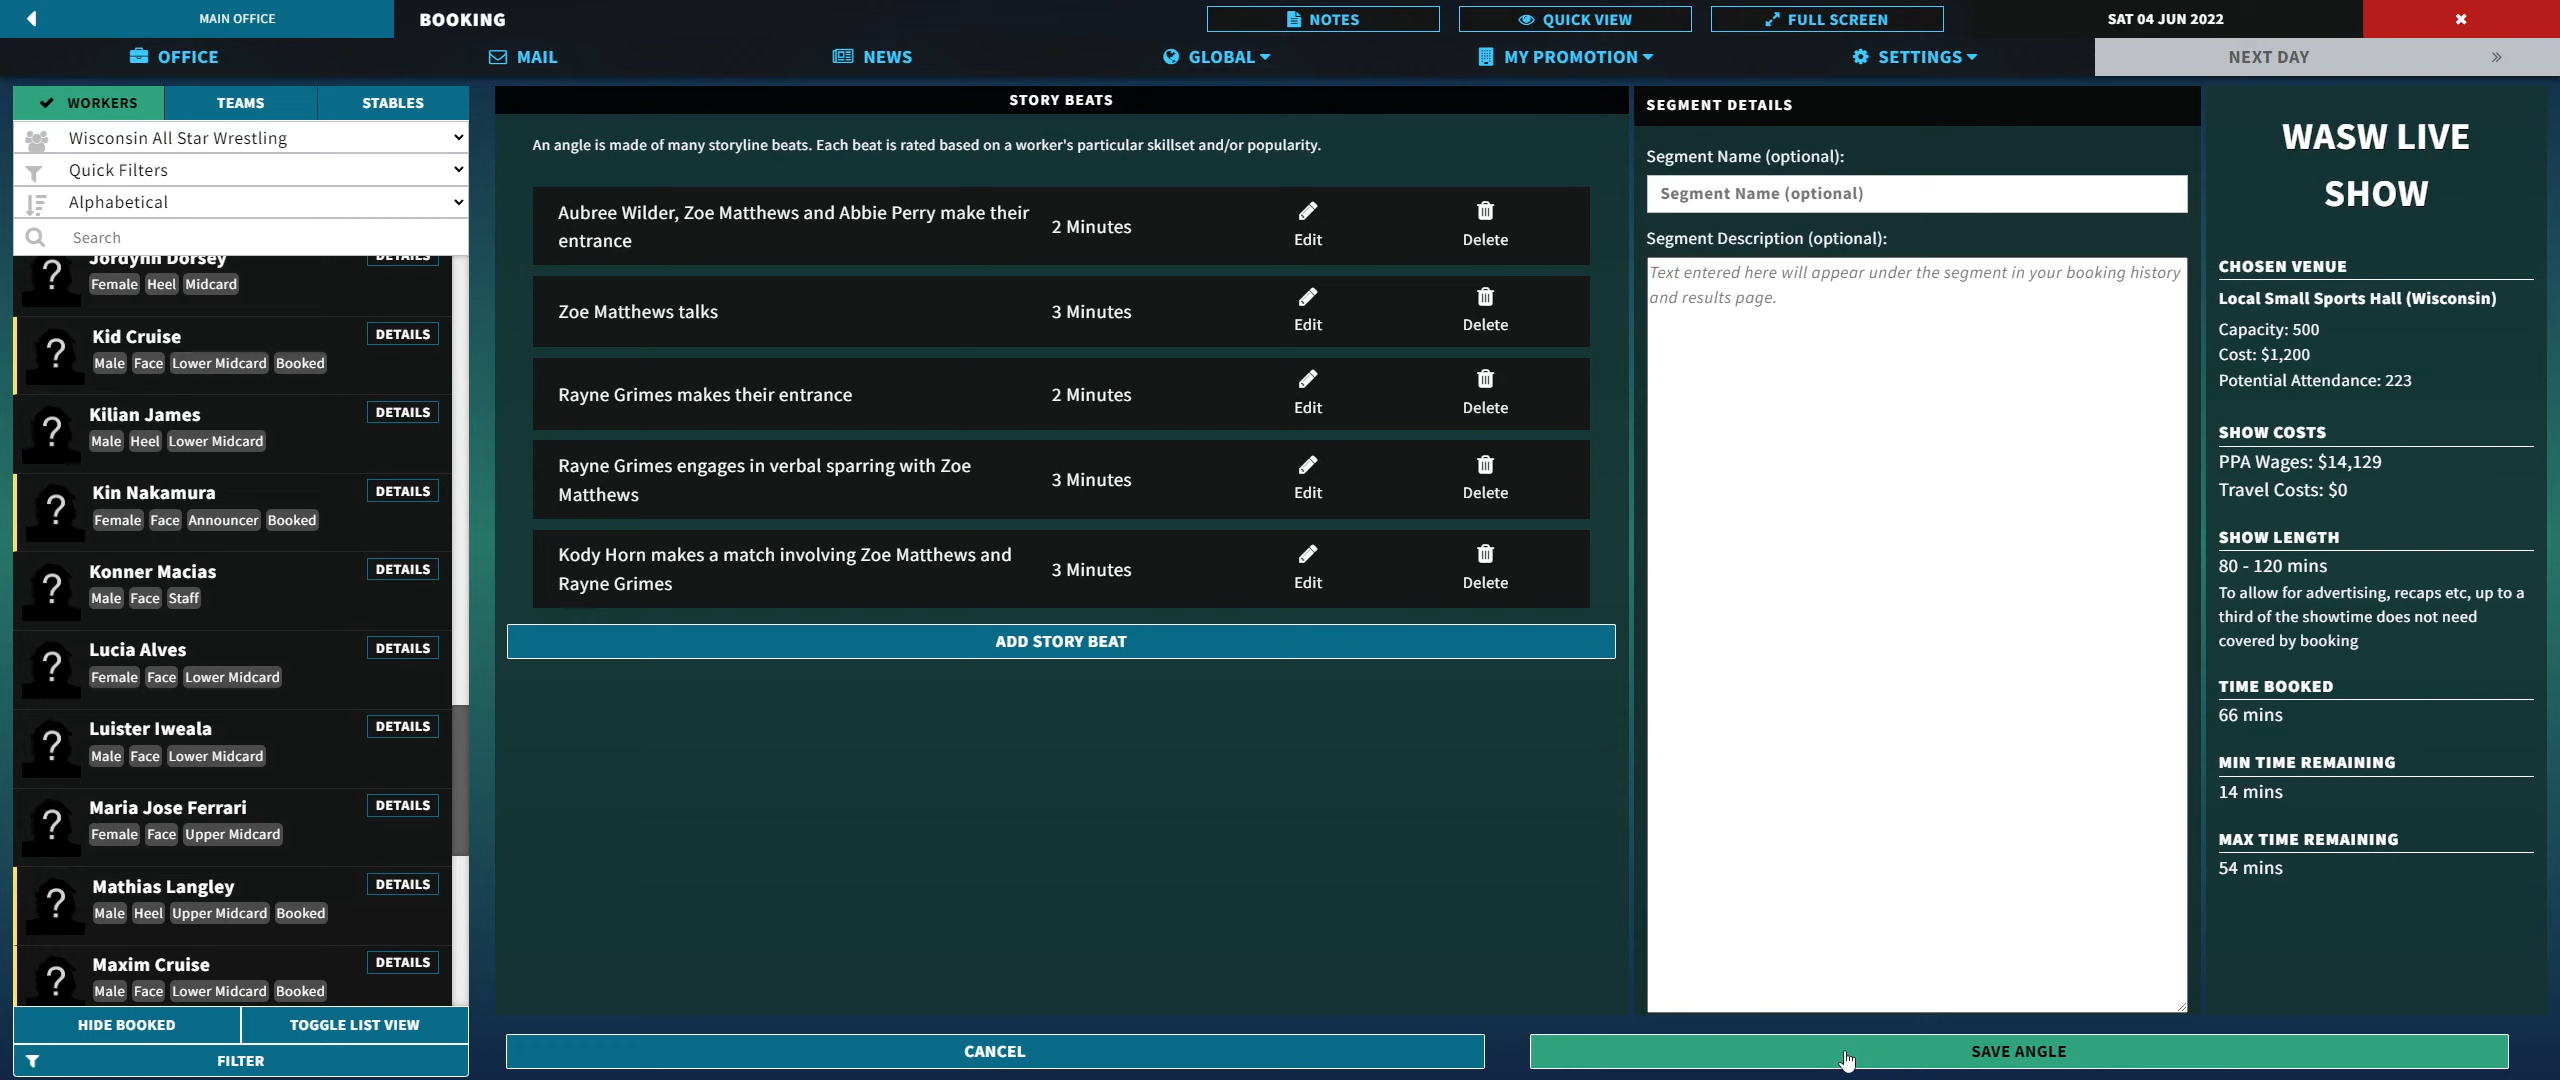 MAIN OFFICE
BOOKING
NOTES
QUICK VIEW
FULL SCREEN
SAT 04 JUN 2022
OFFICE
MAIL
NEWS
GLOBAL
MY PROMOTION
SETTINGS
NEXT DAY
WORKERS
TEAMS
STABLES
Wisconsin All Star Wrestling
Quick Filters
Alphabetical
Search
Jordynn Dorsey
DETAILS
Female Heel Midcard
Kid Cruise
DETAILS
Male Face Lower Midcard Booked
Kilian James
DETAILS
Male Heel Lower Midcard
Kin Nakamura
DETAILS
Female Face Announcer Booked
Konner Macias
DETAILS
Male Face Staff
Lucia Alves
DETAILS
Female Face Lower Midcard
Luister Iweala
DETAILS
Male Face Lower Midcard
Maria Jose Ferrari
DETAILS
Female Face Upper Midcard
Mathias Langley
DETAILS
Male Heel Upper Midcard Booked
Maxim Cruise
DETAILS
Male Face Lower Midcard Booked
HIDE BOOKED
TOGGLE LIST VIEW
FILTER
STORY BEATS
An angle is made of many storyline beats. Each beat is rated based on a worker's particular skillset and/or popularity.
Aubree Wilder, Zoe Matthews and Abbie Perry make their
entrance
2 Minutes
Edit
Delete
Zoe Matthews talks
3 Minutes
Edit
Delete
Rayne Grimes makes their entrance
2 Minutes
Edit
Delete
Rayne Grimes engages in verbal sparring with Zoe
Matthews
3 Minutes
Edit
Delete
Kody Horn makes a match involving Zoe Matthews and
Rayne Grimes
3 Minutes
Edit
Delete
ADD STORY BEAT
CANCEL
SEGMENT DETAILS
Segment Name (optional):
Segment Name (optional)
Segment Description (optional):
Text entered here will appear under the segment in your booking history
and results page.
SAVE ANGLE
WASW LIVE
SHOW
CHOSEN VENUE
Local Small Sports Hall (Wisconsin)
Capacity: 500
Cost: $1,200
Potential Attendance: 223
SHOW COSTS
PPA Wages: $14,129
Travel Costs: $0
SHOW LENGTH
80 - 120 mins
To allow for advertising, recaps etc, up to a
third of the showtime does not need
covered by booking
TIME BOOKED
66 mins
MIN TIME REMAINING
14 mins
MAX TIME REMAINING
54 mins